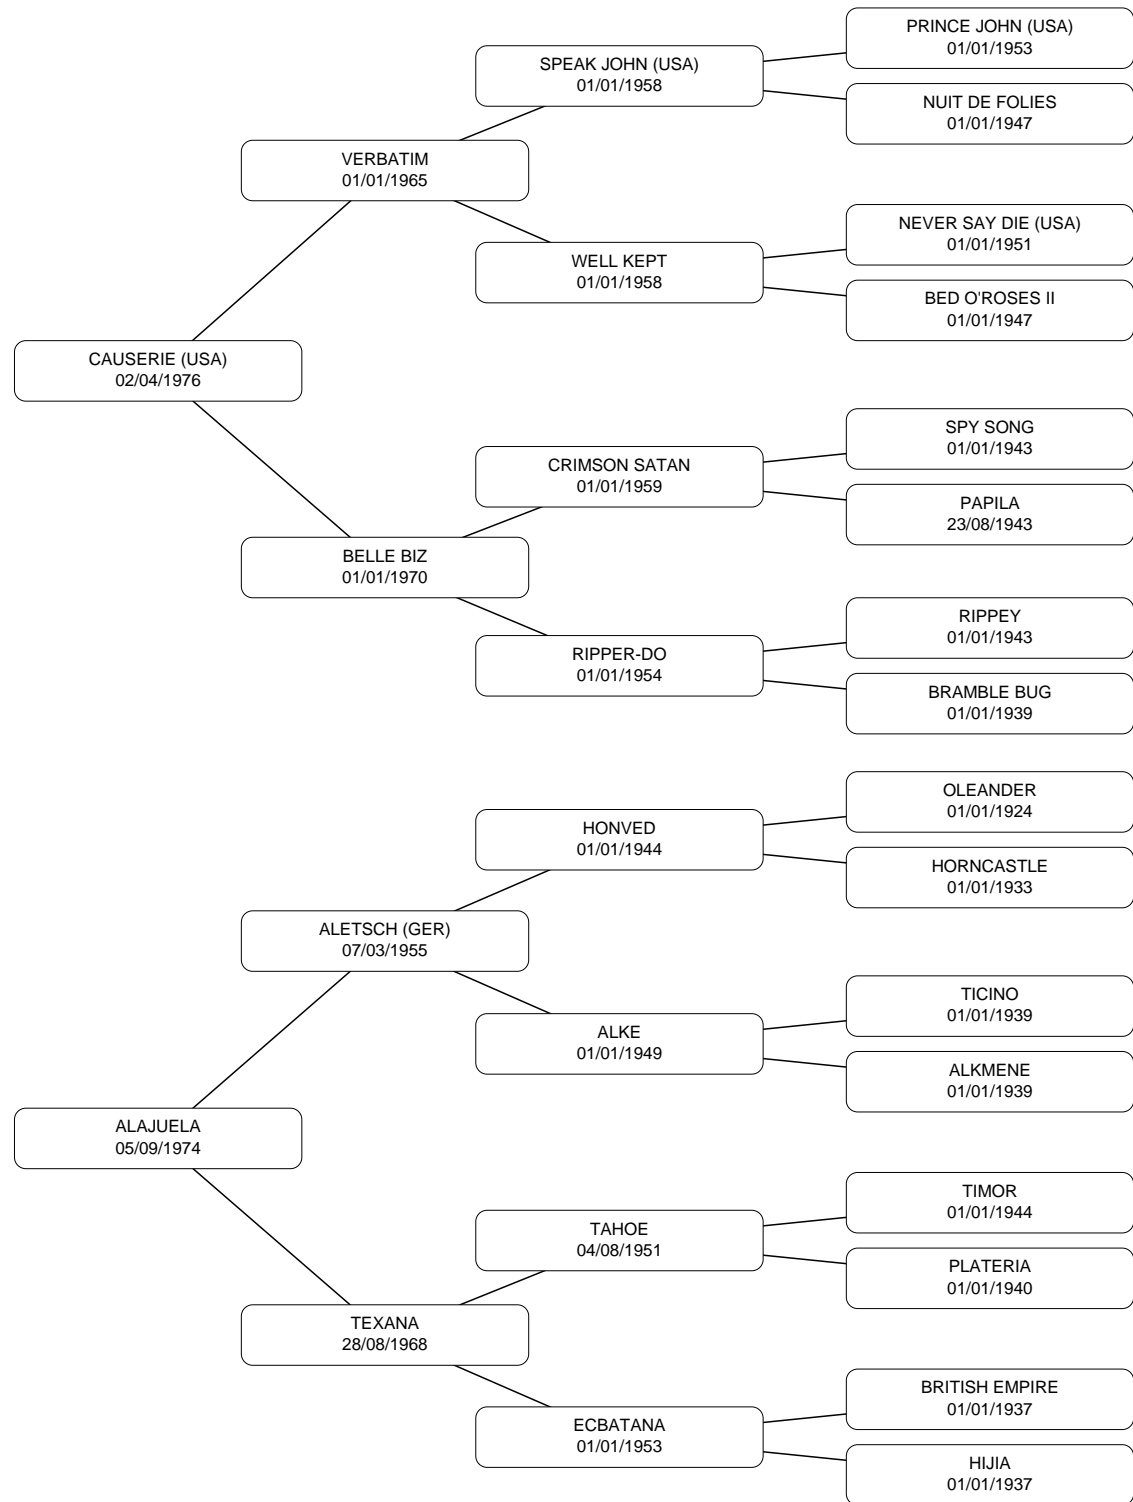 PRINCE JOHN (USA)
01/01/1953
SPEAK JOHN (USA)
01/01/1958
NUIT DE FOLIES
01/01/1947
VERBATIM
01/01/1965
NEVER SAY DIE (USA)
01/01/1951
WELL KEPT
01/01/1958
BED O'ROSES II
01/01/1947
CAUSERIE (USA)
02/04/1976
SPY SONG
01/01/1943
CRIMSON SATAN
01/01/1959
PAPILA
23/08/1943
BELLE BIZ
01/01/1970
RIPPEY
01/01/1943
RIPPER-DO
01/01/1954
BRAMBLE BUG
01/01/1939
OLEANDER
01/01/1924
HONVED
01/01/1944
HORNCASTLE
01/01/1933
ALETSCH (GER)
07/03/1955
TICINO
01/01/1939
ALKE
01/01/1949
ALKMENE
01/01/1939
ALAJUELA
05/09/1974
TIMOR
01/01/1944
TAHOE
04/08/1951
PLATERIA
01/01/1940
TEXANA
28/08/1968
BRITISH EMPIRE
01/01/1937
ECBATANA
01/01/1953
HIJIA
01/01/1937